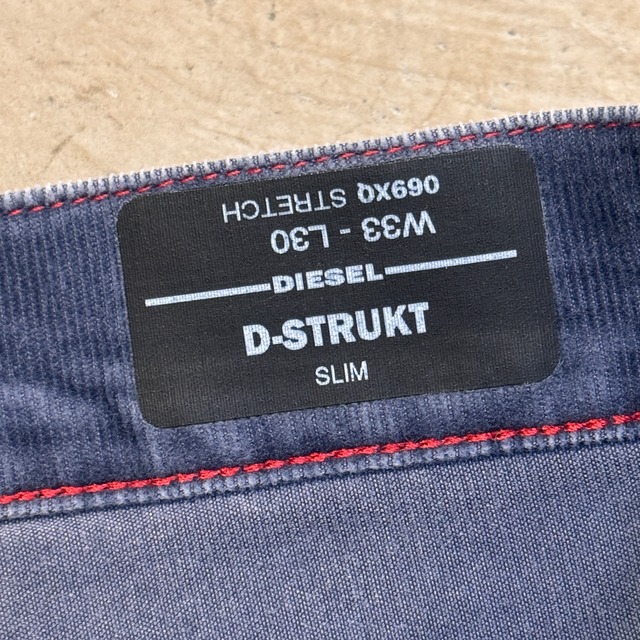 DIESEL
D-STRUKT
SLIM
W33 - L30
069XQ STRETCH